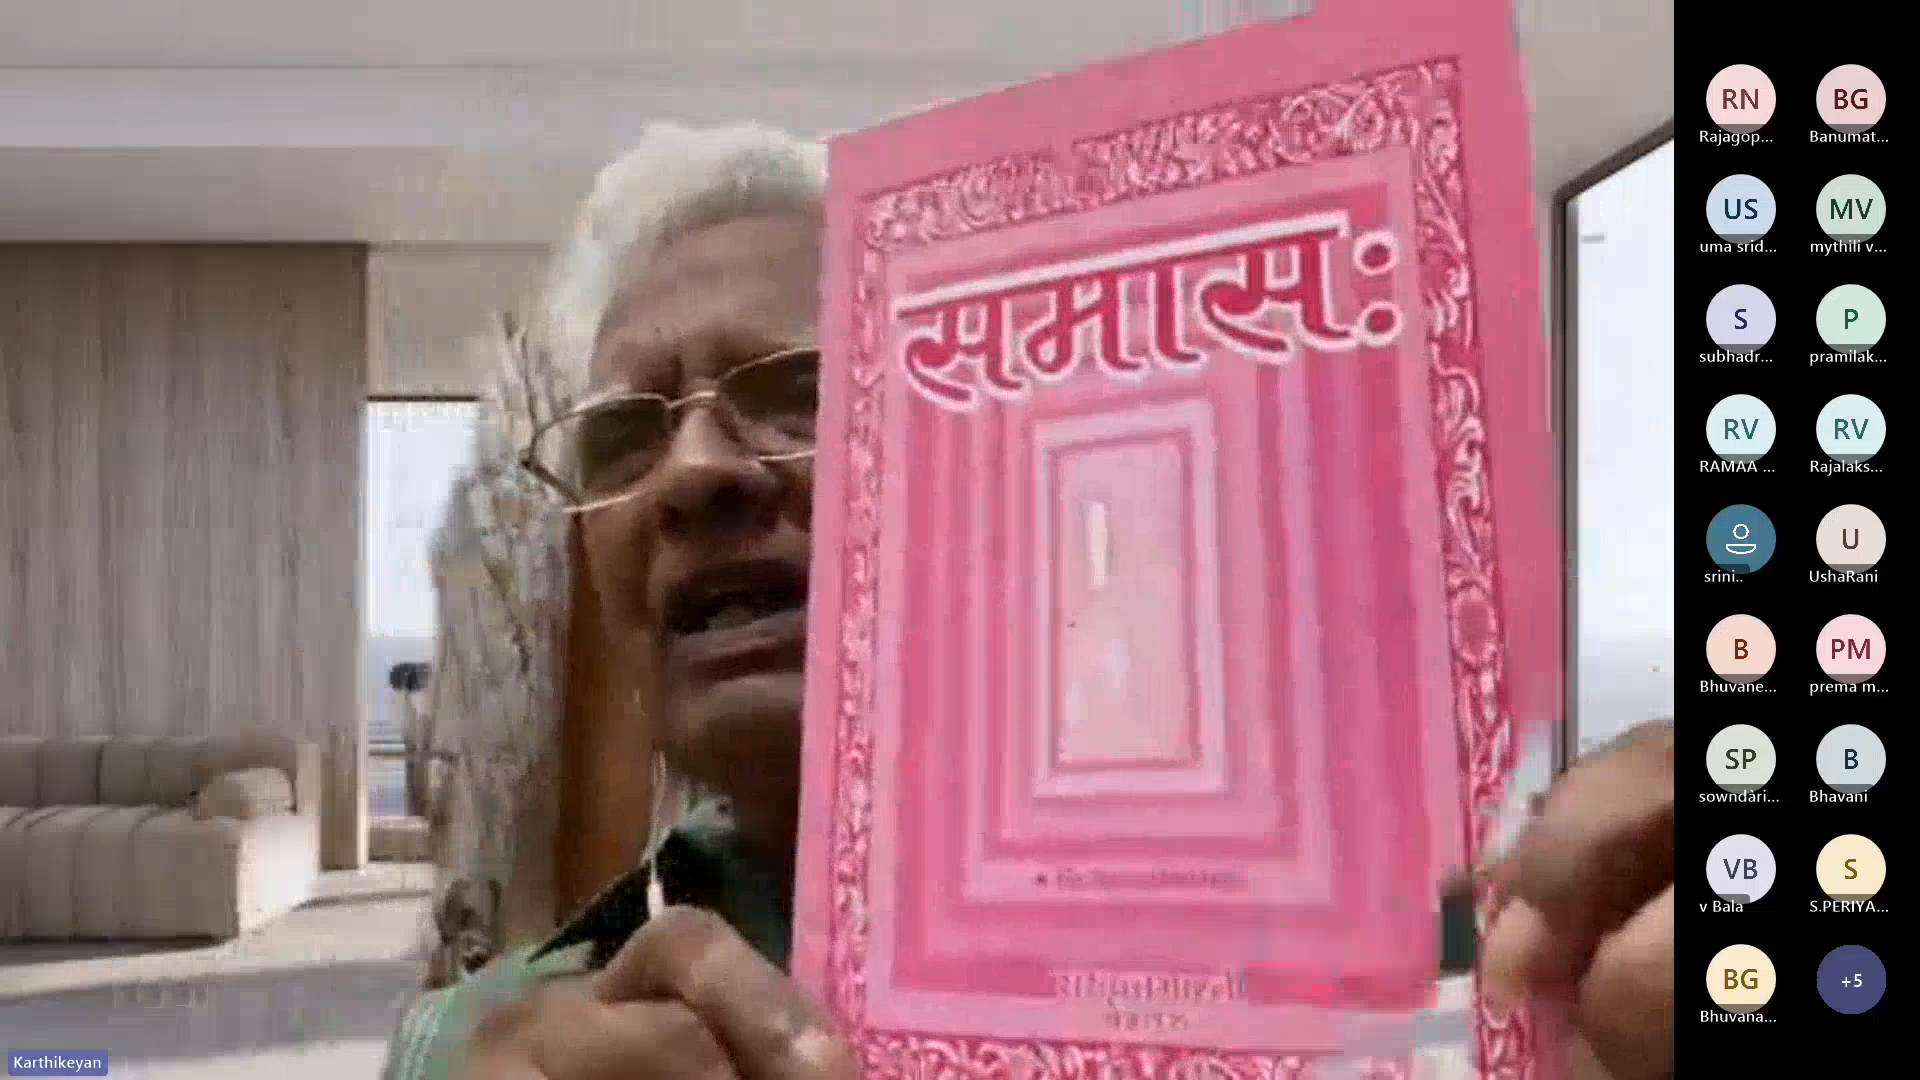 समासः
Karthikeyan
RN
BG
Rajagop...
Banumat...
US
MV
uma srid...
mythili v...
S
P
subhadr...
pramilak...
RV
RV
RAMAA ...
Rajalaks...
srini..
U
UshaRani
B
PM
Bhuvane...
prema m...
SP
B
sowndàri...
Bhavani
VB
S
v Bala
S.PERIYA...
BG
+5
Bhuvana...